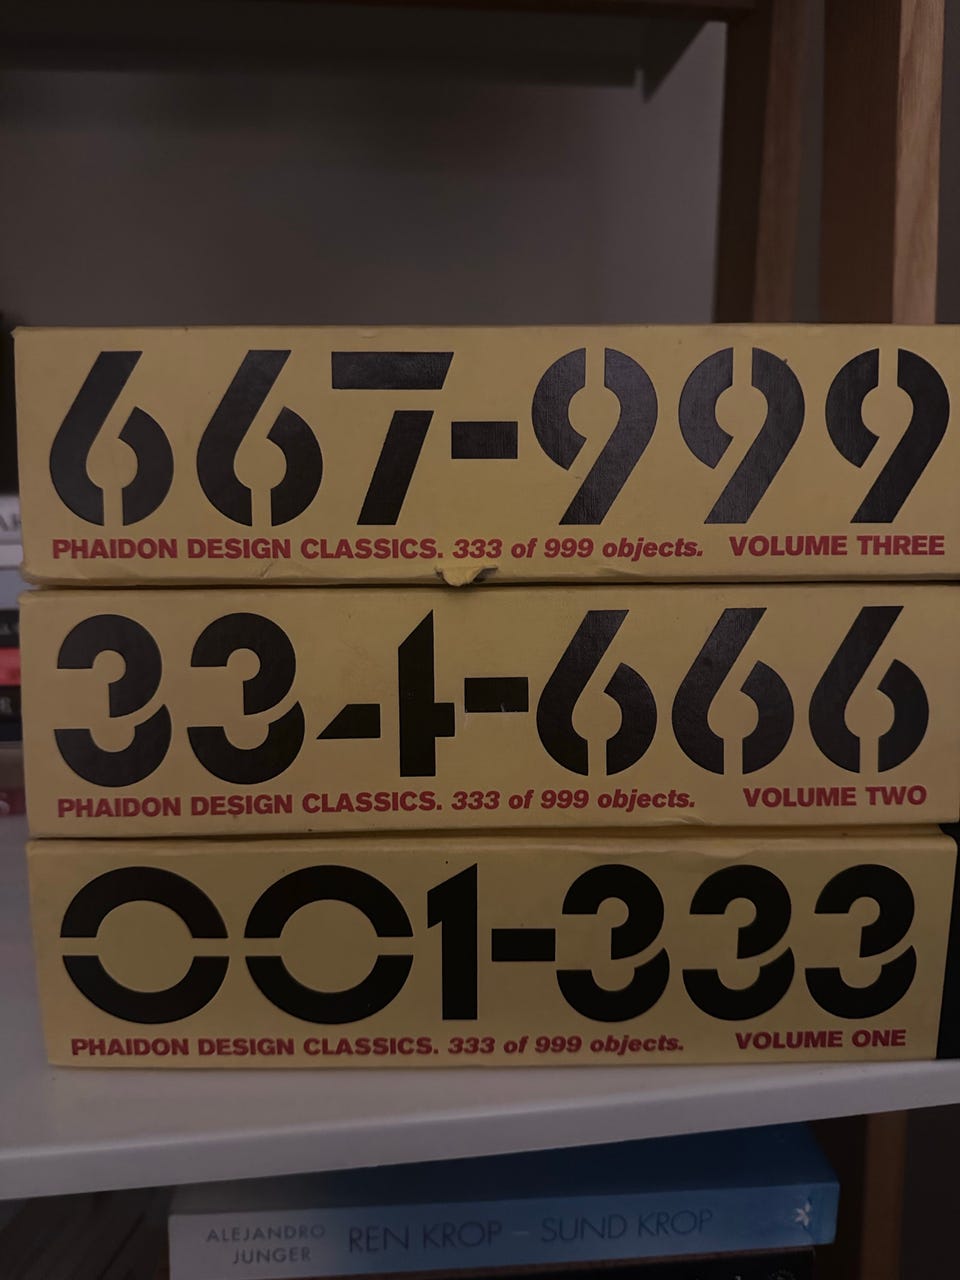 667-999
PHAIDON DESIGN CLASSICS. 333 of 999 objects. VOLUME THREE
334-666
PHAIDON DESIGN CLASSICS. 333 of 999 objects. VOLUME TWO
001-333
PHAIDON DESIGN CLASSICS. 333 of 999 objects. VOLUME ONE
ALEJANDRO
JUNGER
REN KROP – SUND KROP